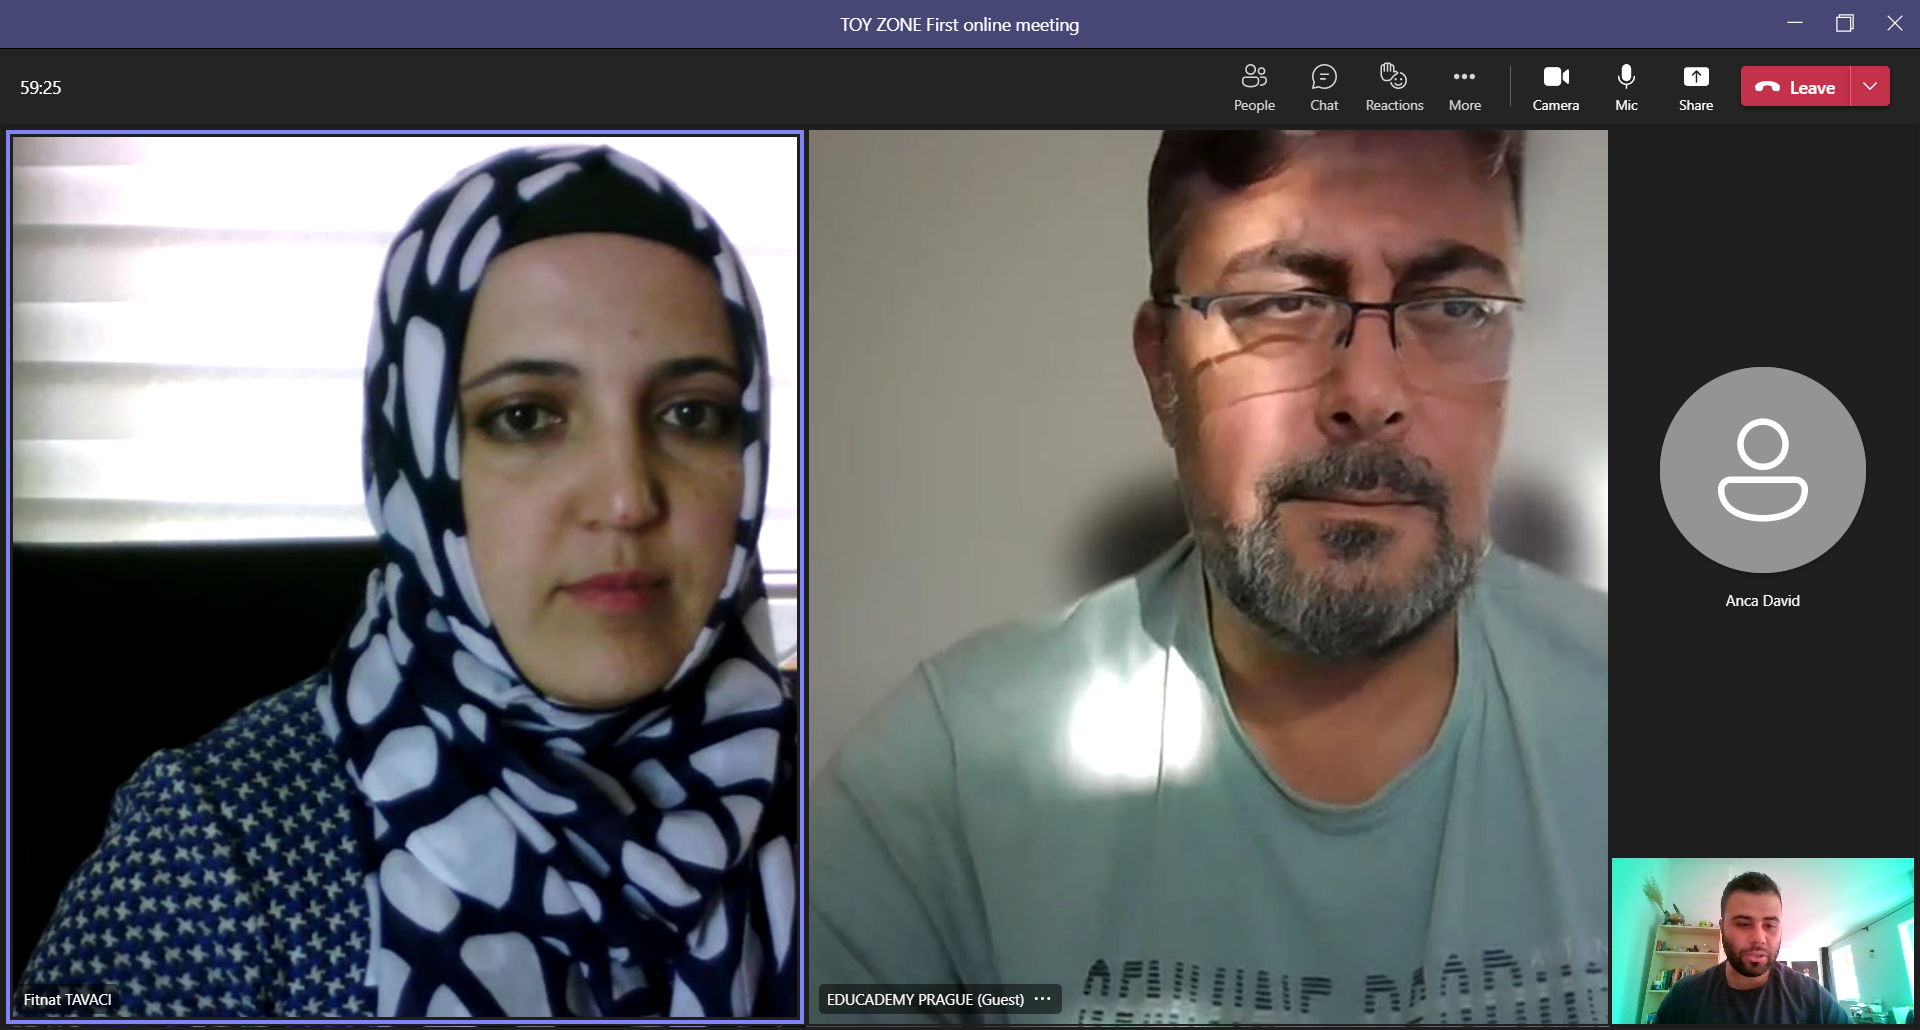 TOY ZONE First online meeting
59:25
People
Chat
Reactions
More
Camera
Mic
Share
Leave
Anca David
Fitnat TAVACI
EDUCADEMY PRAGUE (Guest)